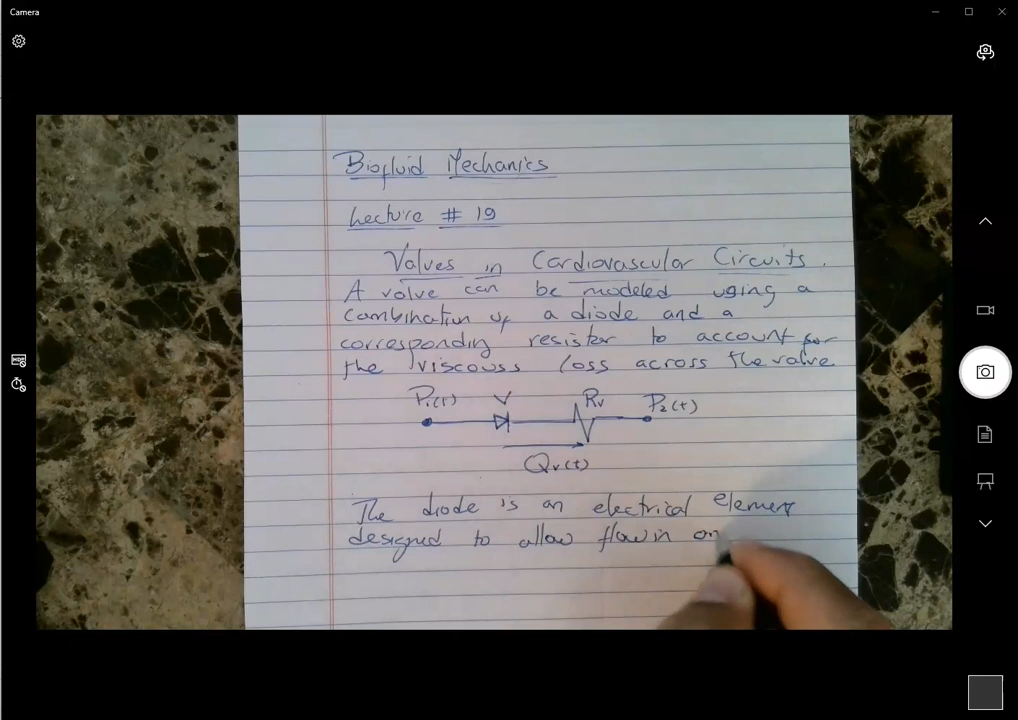 Camera
Biofluid Mechanics
Lecture # 19
Valves in Cardiovascular Circuits.
A valve can be modeled using a
combination of a diode and a
corresponding resistor to account for
the viscouss loss across the valve
P₁(t) V Rv P₂(t)
Qv(t)
The diode is an electrical element
designed to allow flow in on